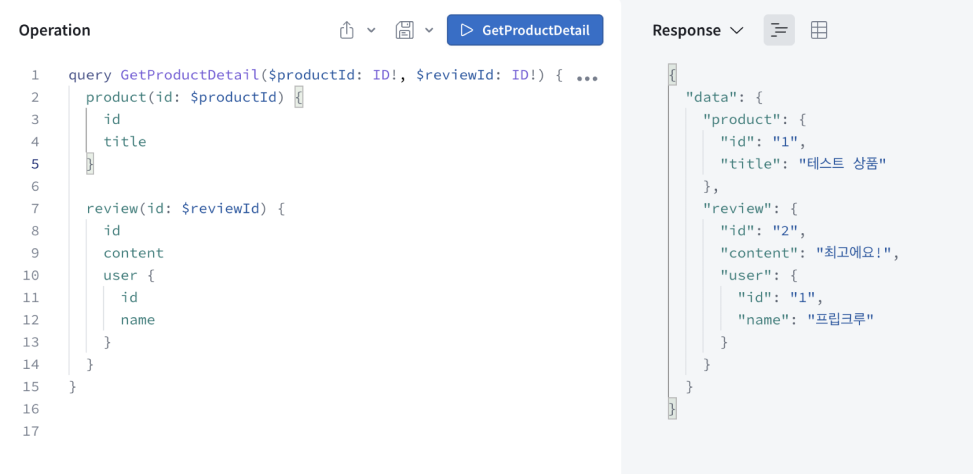 Operation
GetProductDetail
1 query GetProductDetail($productId: ID!, $reviewId: ID!) { •••
2 product(id: $productId) {
3 id
4 title
5 }
6
7 review(id: $reviewId) {
8 id
9 content
10 user {
11 id
12 name
13 }
14 }
15 }
16
17
Response
{
"data": {
"product": {
"id": "1",
"title": "테스트 상품"
},
"review": {
"id": "2",
"content": "최고에요!",
"user": {
"id": "1",
"name": "프립크루"
}
}
}
}